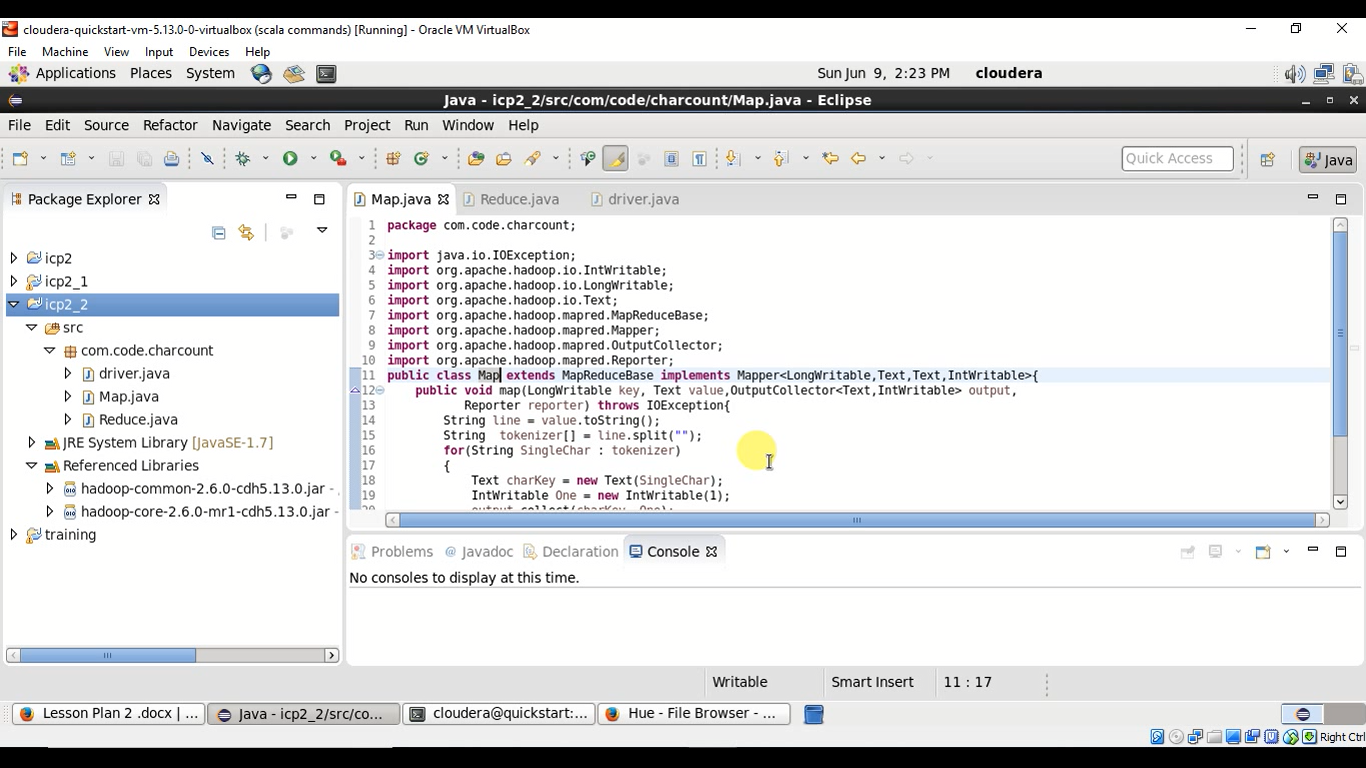 cloudera-quickstart-vm-5.13.0-0-virtualbox (scala commands) [Running] - Oracle VM VirtualBox
File Machine View Input Devices Help
Applications Places System Sun Jun 9, 2:23 PM cloudera
Java - icp2_2/src/com/code/charcount/Map.java - Eclipse
File Edit Source Refactor Navigate Search Project Run Window Help
Quick Access Java
Package Explorer
icp2
icp2_1
icp2_2
src
com.code.charcount
driver.java
Map.java
Reduce.java
JRE System Library [JavaSE-1.7]
Referenced Libraries
hadoop-common-2.6.0-cdh5.13.0.jar -
hadoop-core-2.6.0-mr1-cdh5.13.0.jar -
training
Map.java Reduce.java driver.java
1 package com.code.charcount;
2
3 import java.io.IOException;
4 import org.apache.hadoop.io.IntWritable;
5 import org.apache.hadoop.io.LongWritable;
6 import org.apache.hadoop.io.Text;
7 import org.apache.hadoop.mapred.MapReduceBase;
8 import org.apache.hadoop.mapred.Mapper;
9 import org.apache.hadoop.mapred.OutputCollector;
10 import org.apache.hadoop.mapred.Reporter;
11 public class Map extends MapReduceBase implements Mapper<LongWritable,Text,Text,IntWritable>{
12 public void map(LongWritable key, Text value,OutputCollector<Text,IntWritable> output,
13 Reporter reporter) throws IOException{
14 String line = value.toString();
15 String tokenizer[] = line.split("");
16 for(String SingleChar : tokenizer)
17 {
18 Text charKey = new Text(SingleChar);
19 IntWritable One = new IntWritable(1);
20 output.collect(charKey, One);
Problems @ Javadoc Declaration Console
No consoles to display at this time.
Writable Smart Insert 11 : 17
Lesson Plan 2 .docx | ... Java - icp2_2/src/co... cloudera@quickstart:... Hue - File Browser - ...
Right Ctrl